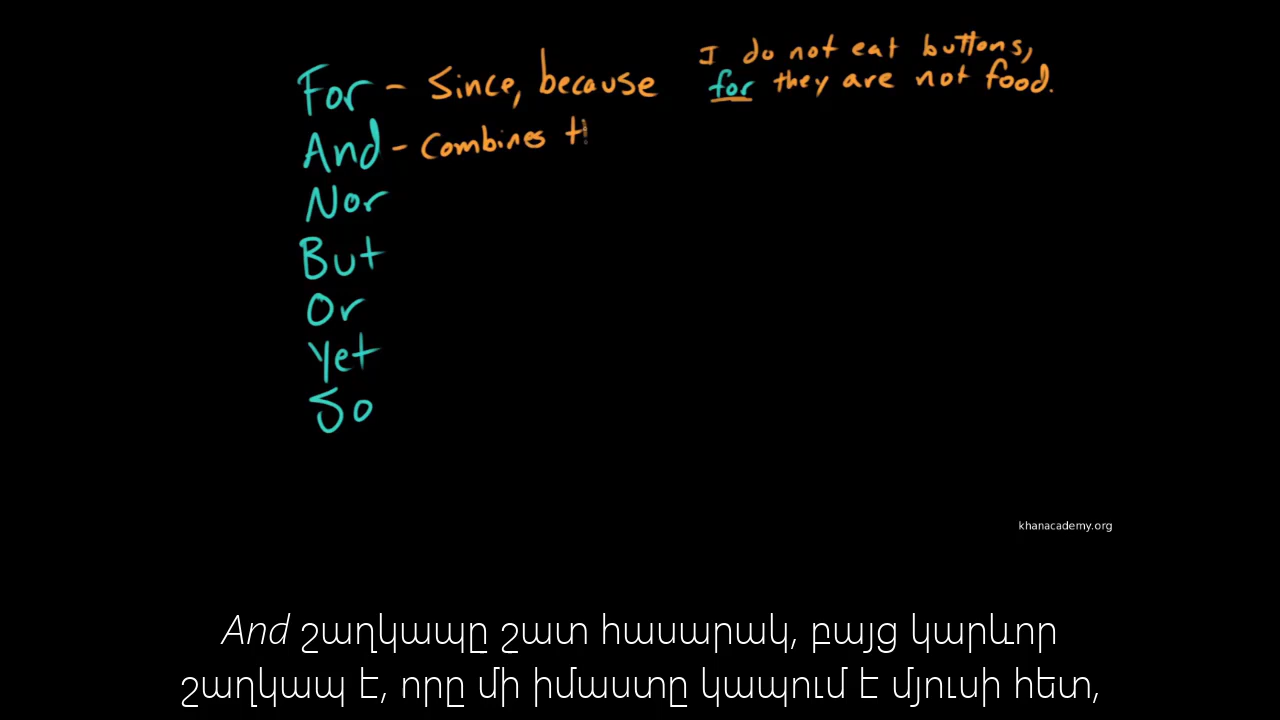 For - Since, because
I do not eat buttons,
for they are not food.
And - Combines
Nor
But
Or
Yet
So
khanacademy.org
And շաղկապը շատ հասարակ, բայց կարևոր
շաղկապ է, որը մի իմաստը կապում է մյուսի հետ,